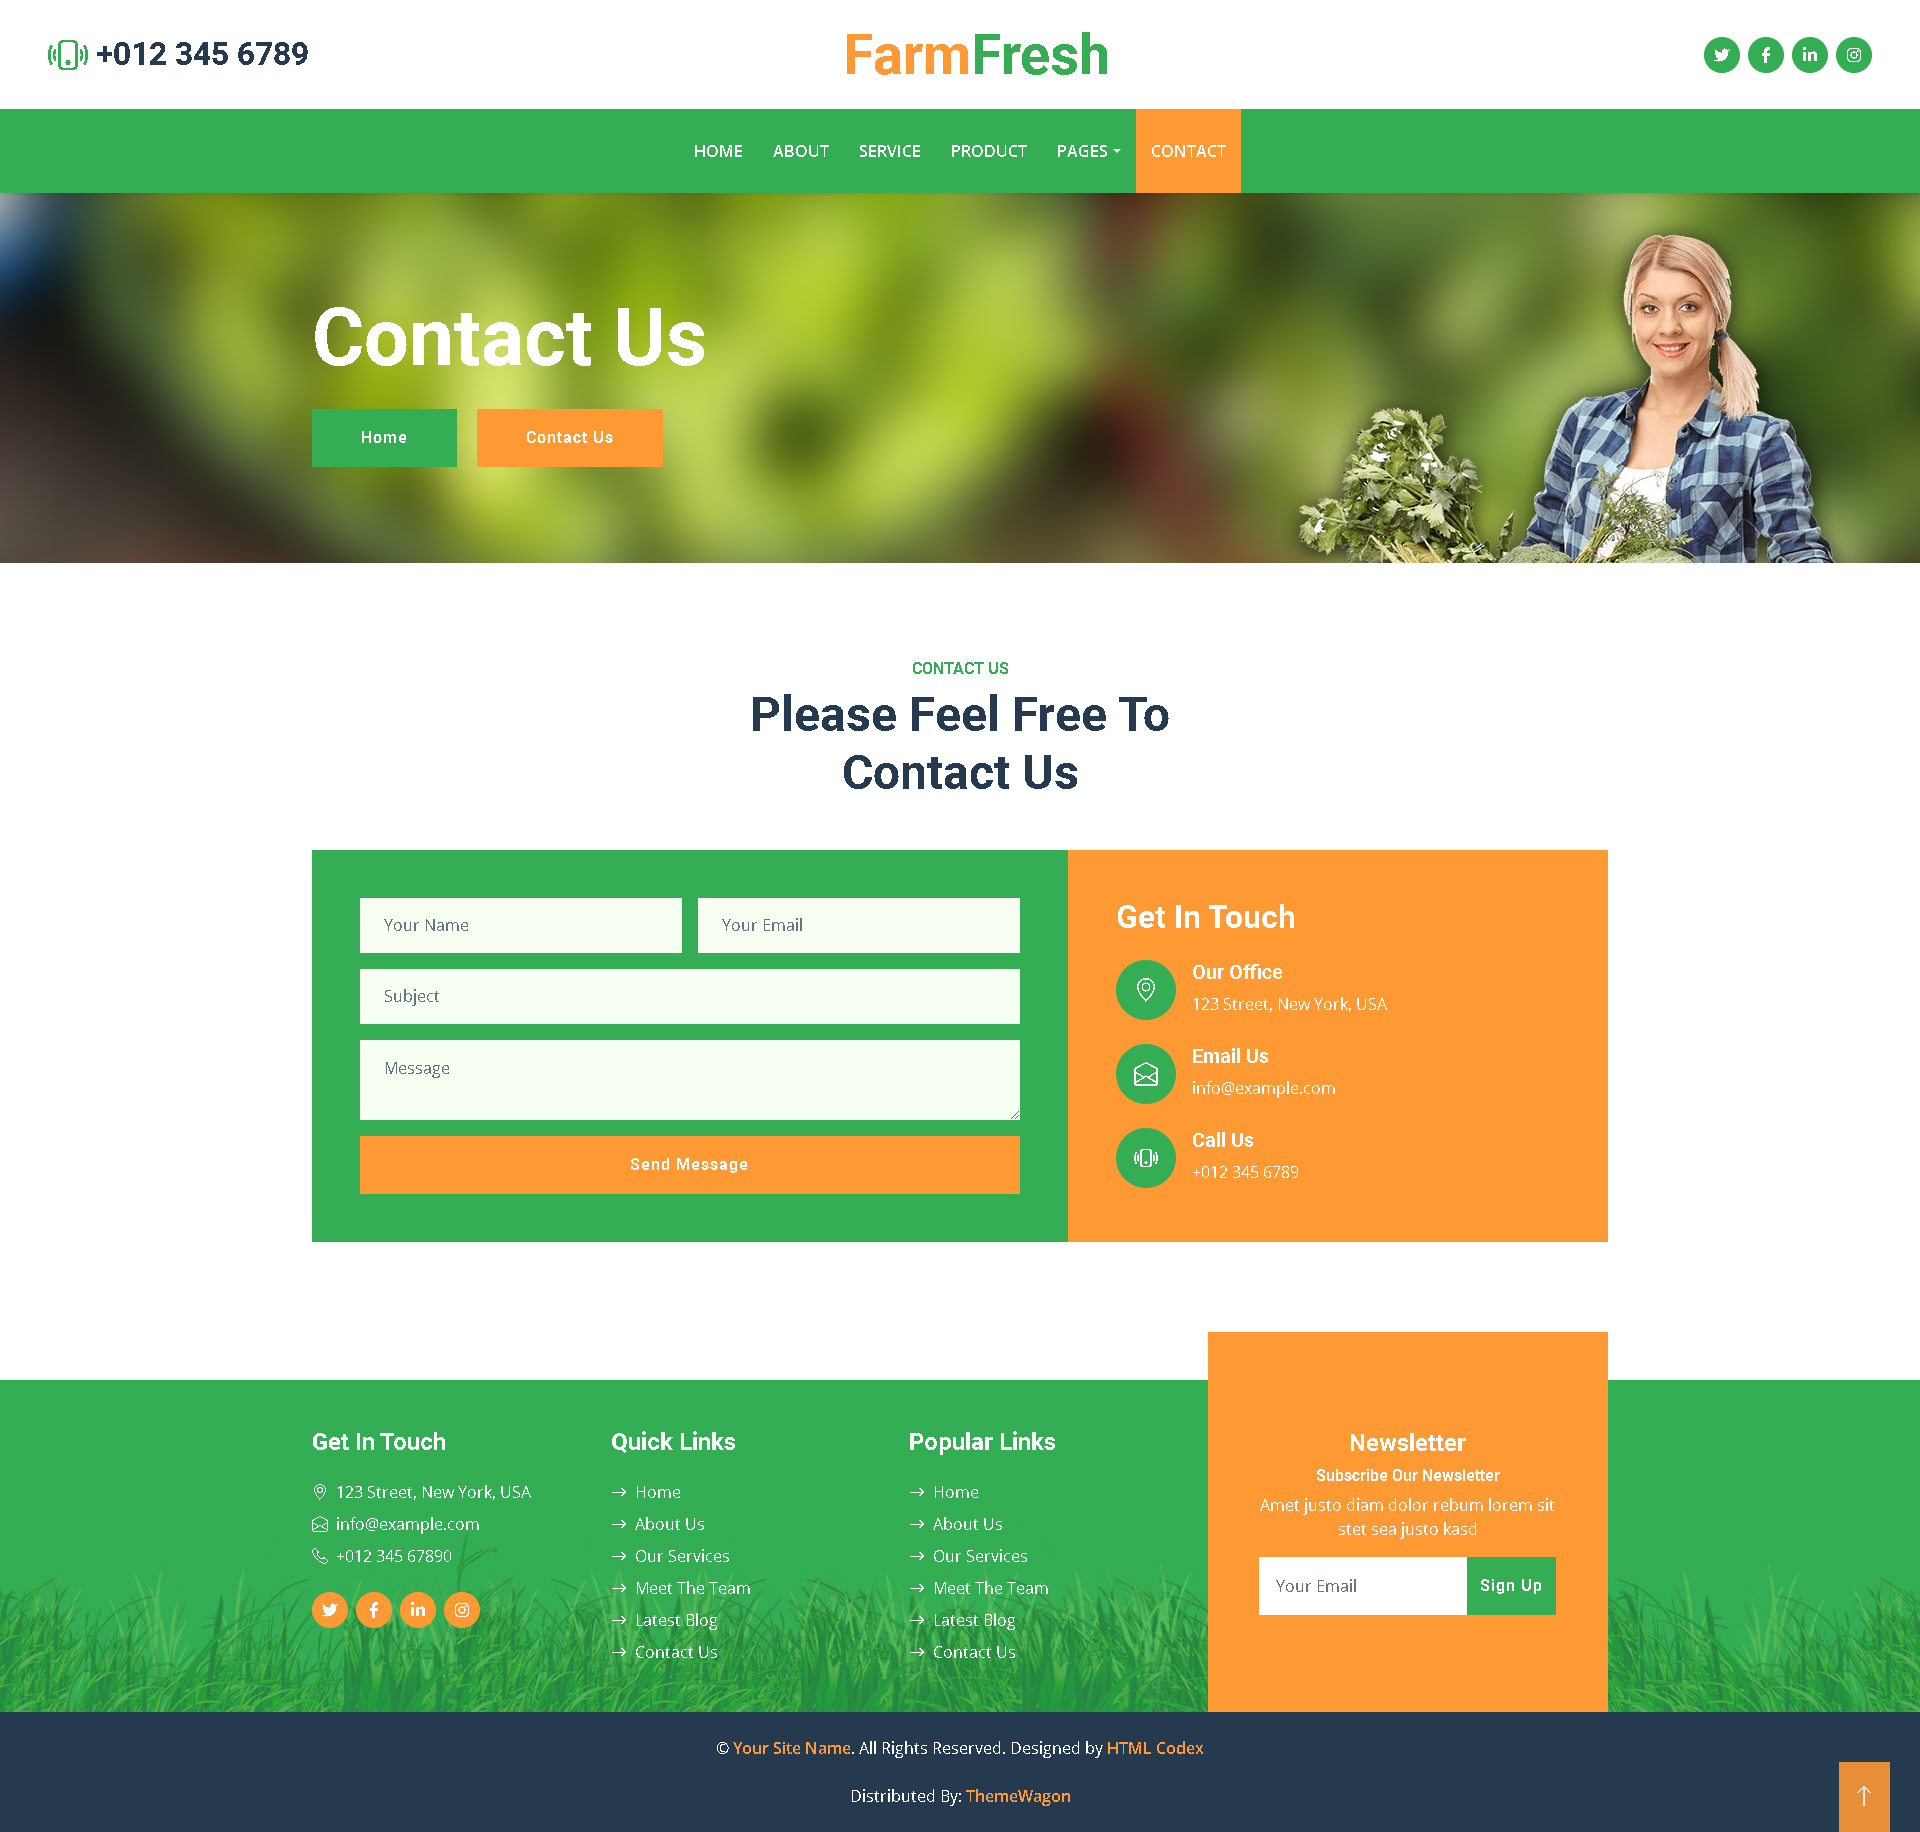 +012 345 6789
FarmFresh
HOME ABOUT SERVICE PRODUCT PAGES CONTACT
Contact Us
Home Contact Us
CONTACT US
Please Feel Free To
Contact Us
Your Name Your Email
Subject
Message
Send Message
Get In Touch
Our Office
123 Street, New York, USA
Email Us
info@example.com
Call Us
+012 345 6789
Get In Touch
123 Street, New York, USA
info@example.com
+012 345 67890
Quick Links
Home
About Us
Our Services
Meet The Team
Latest Blog
Contact Us
Popular Links
Home
About Us
Our Services
Meet The Team
Latest Blog
Contact Us
Newsletter
Subscribe Our Newsletter
Amet justo diam dolor rebum lorem sit
stet sea justo kasd
Your Email Sign Up
© Your Site Name. All Rights Reserved. Designed by HTML Codex
Distributed By: ThemeWagon